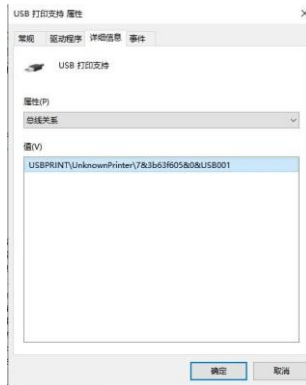 USB 打印支持 属性
常规 驱动程序 详细信息 事件
USB 打印支持
属性(P)
总线关系
值(V)
USBPRINT\UnknownPrinter\7&3b63f605&0&USB001
确定 取消